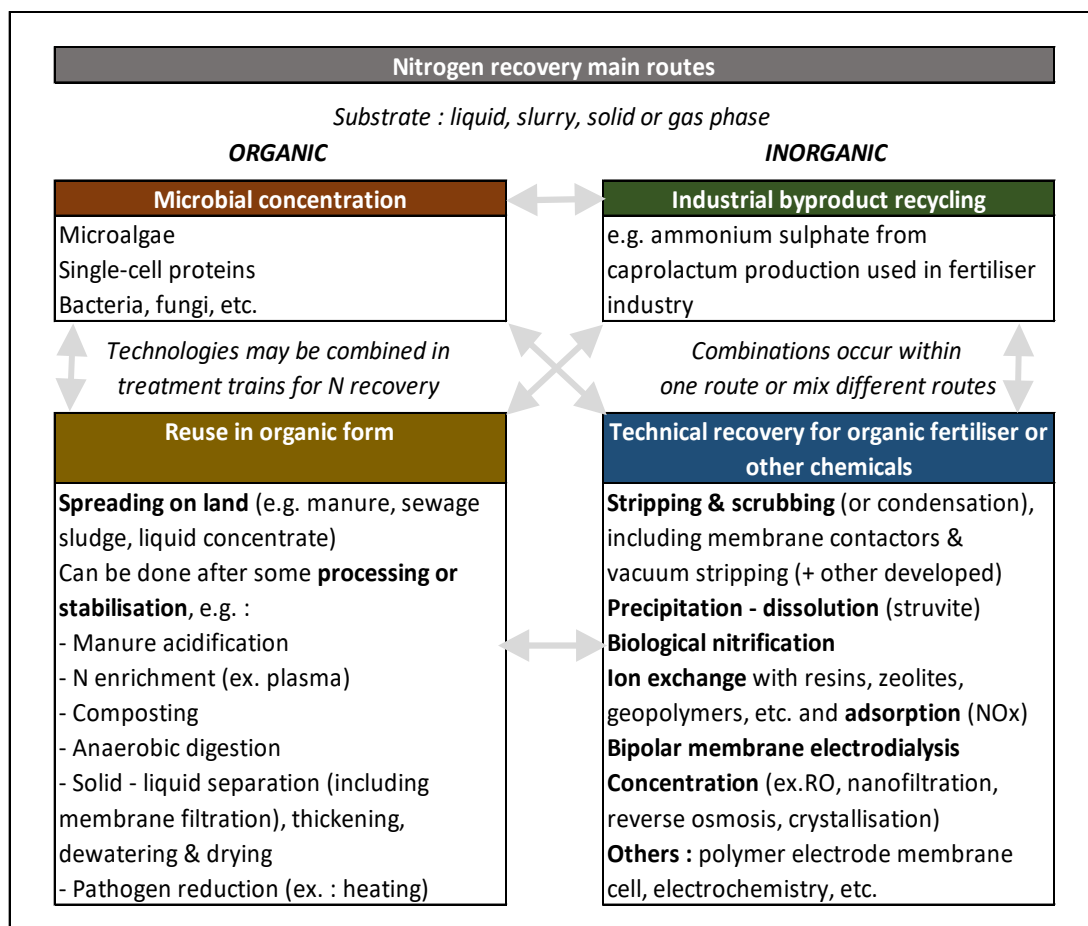 Nitrogen recovery main routes
Substrate : liquid, slurry, solid or gas phase
ORGANIC
INORGANIC
Microbial concentration
Microalgae
Single-cell proteins
Bacteria, fungi, etc.
Industrial byproduct recycling
e.g. ammonium sulphate from
caprolactum production used in fertiliser
industry
Technologies may be combined in
treatment trains for N recovery
Combinations occur within
one route or mix different routes
Reuse in organic form
Spreading on land (e.g. manure, sewage
sludge, liquid concentrate)
Can be done after some processing or
stabilisation, e.g. :
- Manure acidification
- N enrichment (ex. plasma)
- Composting
- Anaerobic digestion
- Solid - liquid separation (including
membrane filtration), thickening,
dewatering & drying
- Pathogen reduction (ex. : heating)
Technical recovery for organic fertiliser or
other chemicals
Stripping & scrubbing (or condensation),
including membrane contactors &
vacuum stripping (+ other developed)
Precipitation - dissolution (struvite)
Biological nitrification
Ion exchange with resins, zeolites,
geopolymers, etc. and adsorption (NOx)
Bipolar membrane electrodialysis
Concentration (ex.RO, nanofiltration,
reverse osmosis, crystallisation)
Others : polymer electrode membrane
cell, electrochemistry, etc.